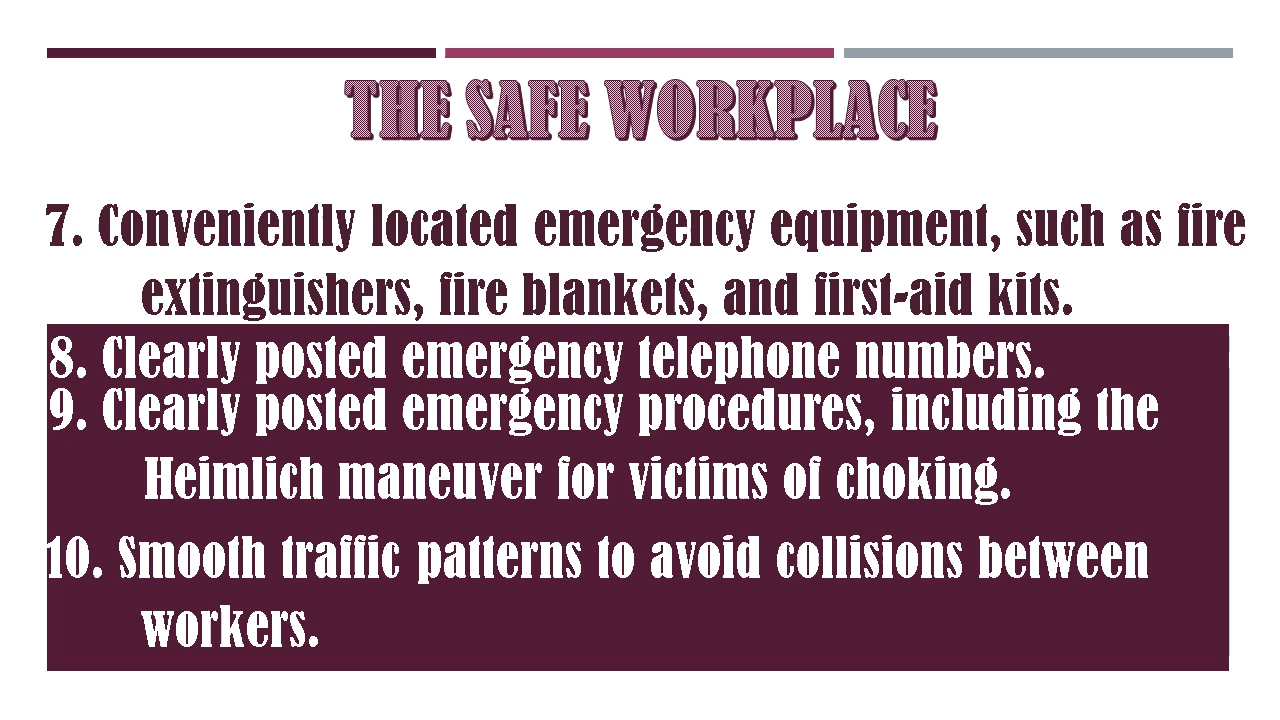 THE SAFE WORKPLACE
7. Conveniently located emergency equipment, such as fire
extinguishers, fire blankets, and first-aid kits.
8. Clearly posted emergency telephone numbers.
9. Clearly posted emergency procedures, including the
Heimlich maneuver for victims of choking.
10. Smooth traffic patterns to avoid collisions between
workers.